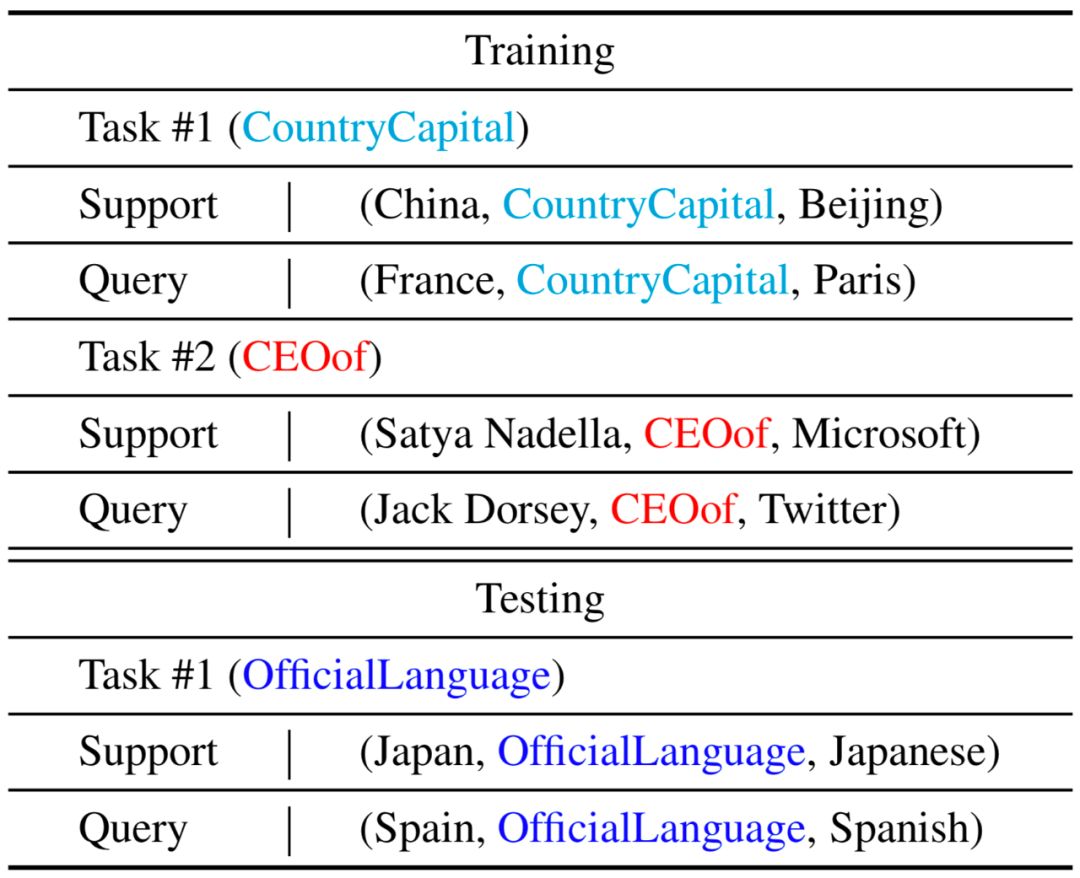 Training
Task #1 (CountryCapital)
Support | (China, CountryCapital, Beijing)
Query | (France, CountryCapital, Paris)
Task #2 (CEOof)
Support | (Satya Nadella, CEOof, Microsoft)
Query | (Jack Dorsey, CEOof, Twitter)
Testing
Task #1 (OfficialLanguage)
Support | (Japan, OfficialLanguage, Japanese)
Query | (Spain, OfficialLanguage, Spanish)